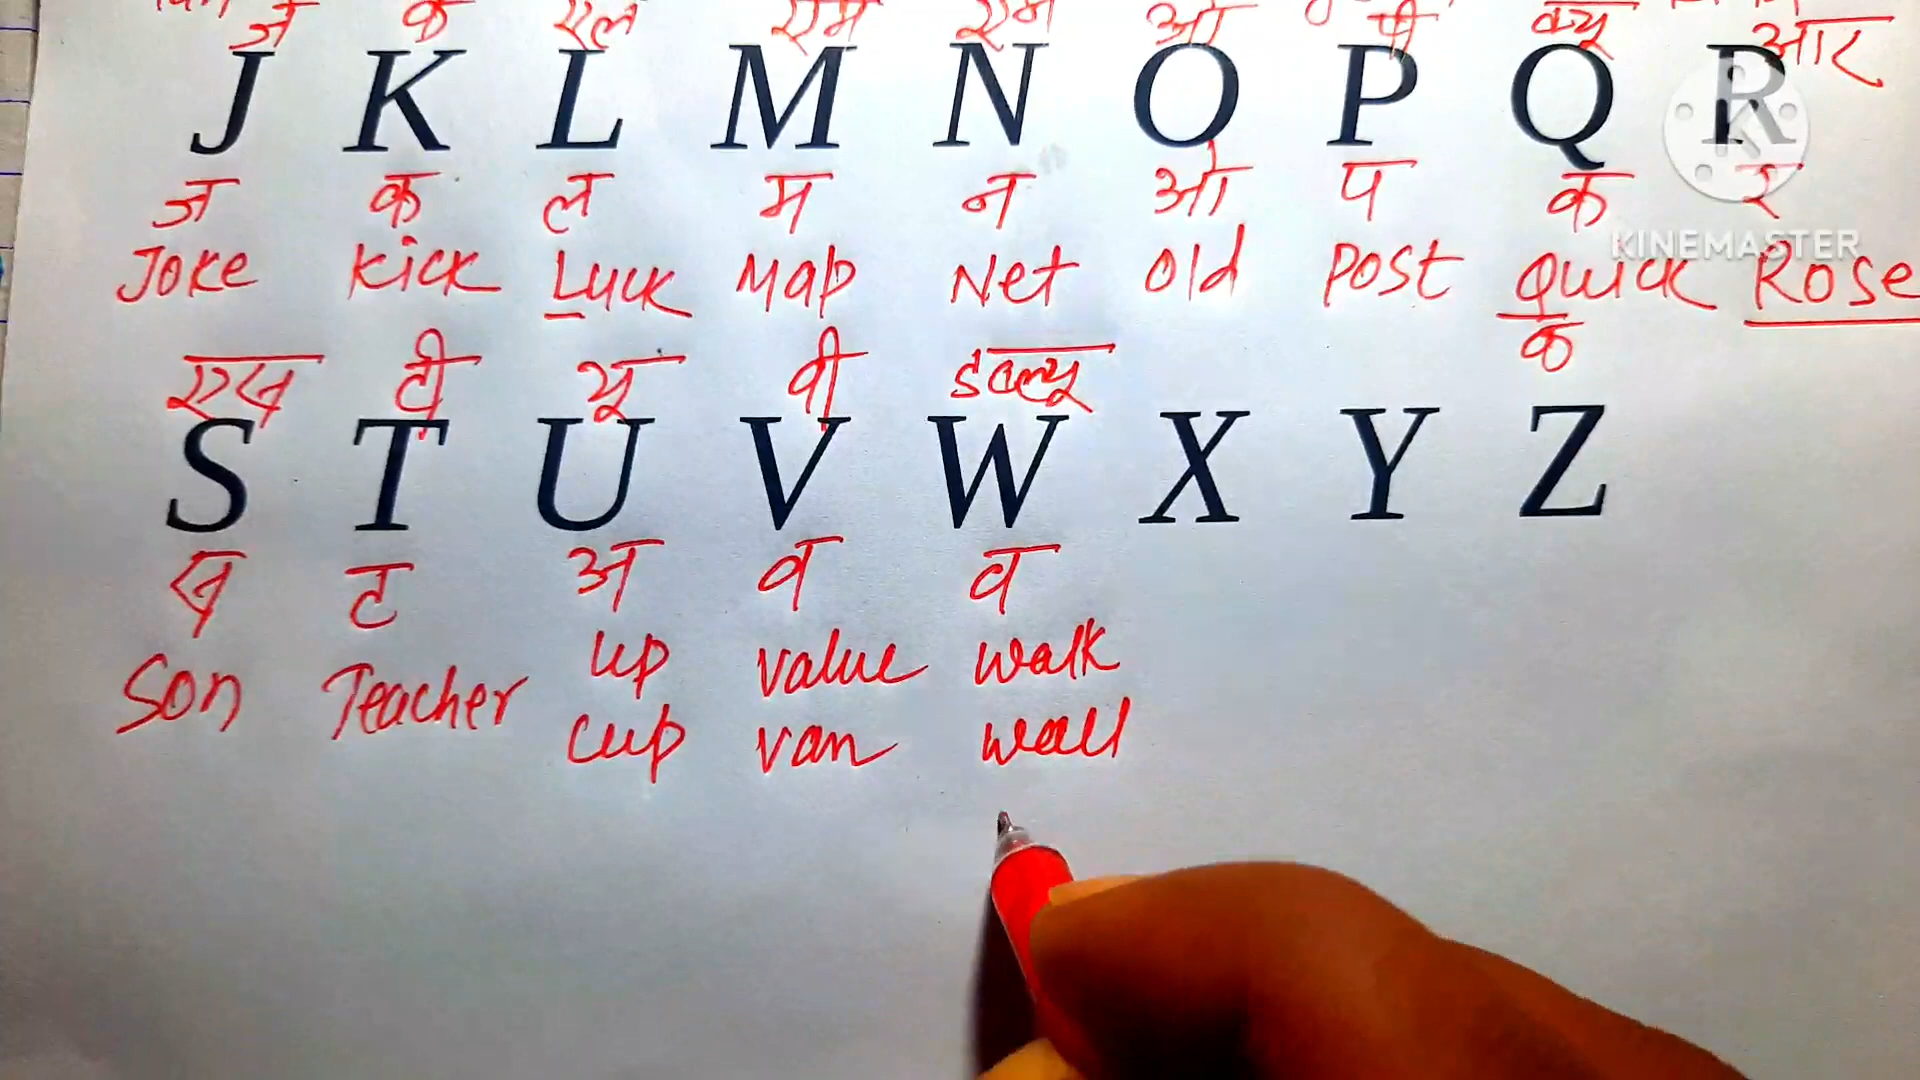 जे के एल एम एन ओ पी क्यू आर
J K L M N O P Q R
ज क ल म न ओ प क र
KINEMASTER
Joke Kick Luck Map Net Old Post Quick Rose
क
एस टी यू वी डब्ल्यू
S T U V W X Y Z
स ट अ व व
up value walk
Son Teacher
cup van wall